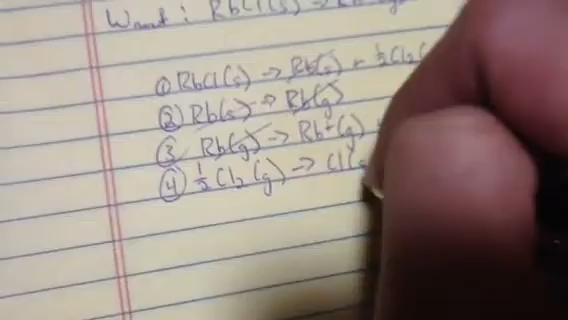 Want: RbCl(s) →
① RbCl(s) → Rb(s) + ½Cl₂(
② Rb(s) → Rb(g)
③ Rb(g) → Rb⁺(g)
④ ½Cl₂(g) → Cl(g